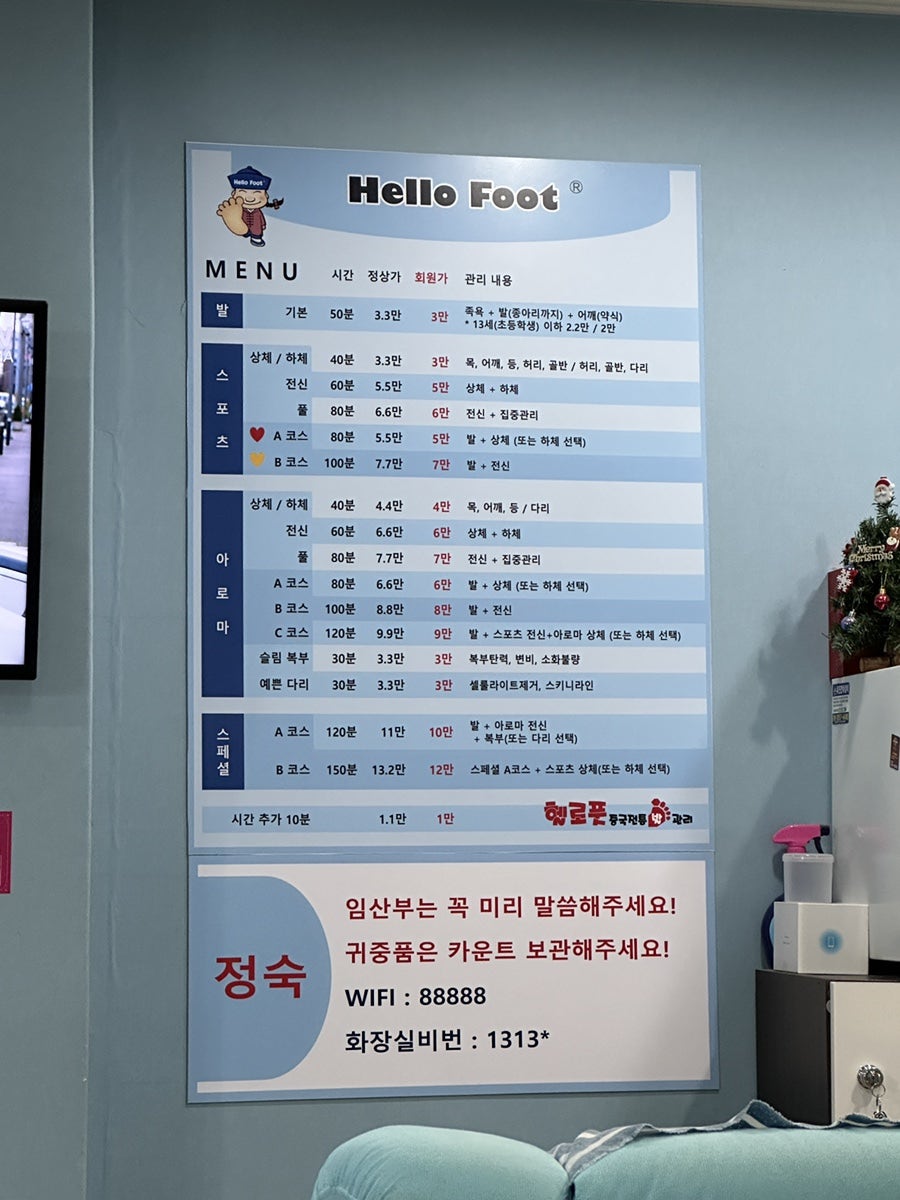 Hello Foot
Hello Foot ®
MENU 시간 정상가 회원가 관리 내용
발
기본 50분 3.3만 3만 족욕 + 발(종아리까지) + 어깨(약식)
* 13세(초등학생) 이하 2.2만 / 2만
스포츠
상체 / 하체 40분 3.3만 3만 목, 어깨, 등, 허리, 골반 / 허리, 골반, 다리
전신 60분 5.5만 5만 상체 + 하체
풀 80분 6.6만 6만 전신 + 집중관리
A 코스 80분 5.5만 5만 발 + 상체 (또는 하체 선택)
B 코스 100분 7.7만 7만 발 + 전신
아로마
상체 / 하체 40분 4.4만 4만 목, 어깨, 등 / 다리
전신 60분 6.6만 6만 상체 + 하체
풀 80분 7.7만 7만 전신 + 집중관리
A 코스 80분 6.6만 6만 발 + 상체 (또는 하체 선택)
B 코스 100분 8.8만 8만 발 + 전신
C 코스 120분 9.9만 9만 발 + 스포츠 전신+아로마 상체 (또는 하체 선택)
슬림 복부 30분 3.3만 3만 복부탄력, 변비, 소화불량
예쁜 다리 30분 3.3만 3만 셀룰라이트제거, 스키니라인
스페셜
A 코스 120분 11만 10만 발 + 아로마 전신
+ 복부(또는 다리 선택)
B 코스 150분 13.2만 12만 스페셜 A코스 + 스포츠 상체(또는 하체 선택)
시간 추가 10분 1.1만 1만
헬로풋 중국전통 발 관리
정숙
임산부는 꼭 미리 말씀해주세요!
귀중품은 카운트 보관해주세요!
WIFI : 88888
화장실비번 : 1313*
Merry Christmas